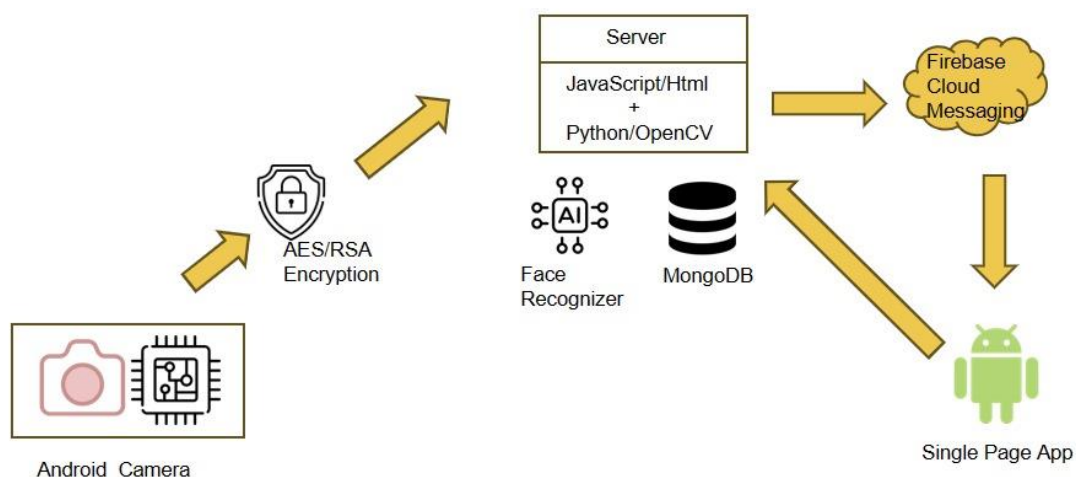 Server
JavaScript/Html
+
Python/OpenCV
Firebase
Cloud
Messaging
AES/RSA
Encryption
AI
Face
Recognizer
MongoDB
Android Camera
Single Page App